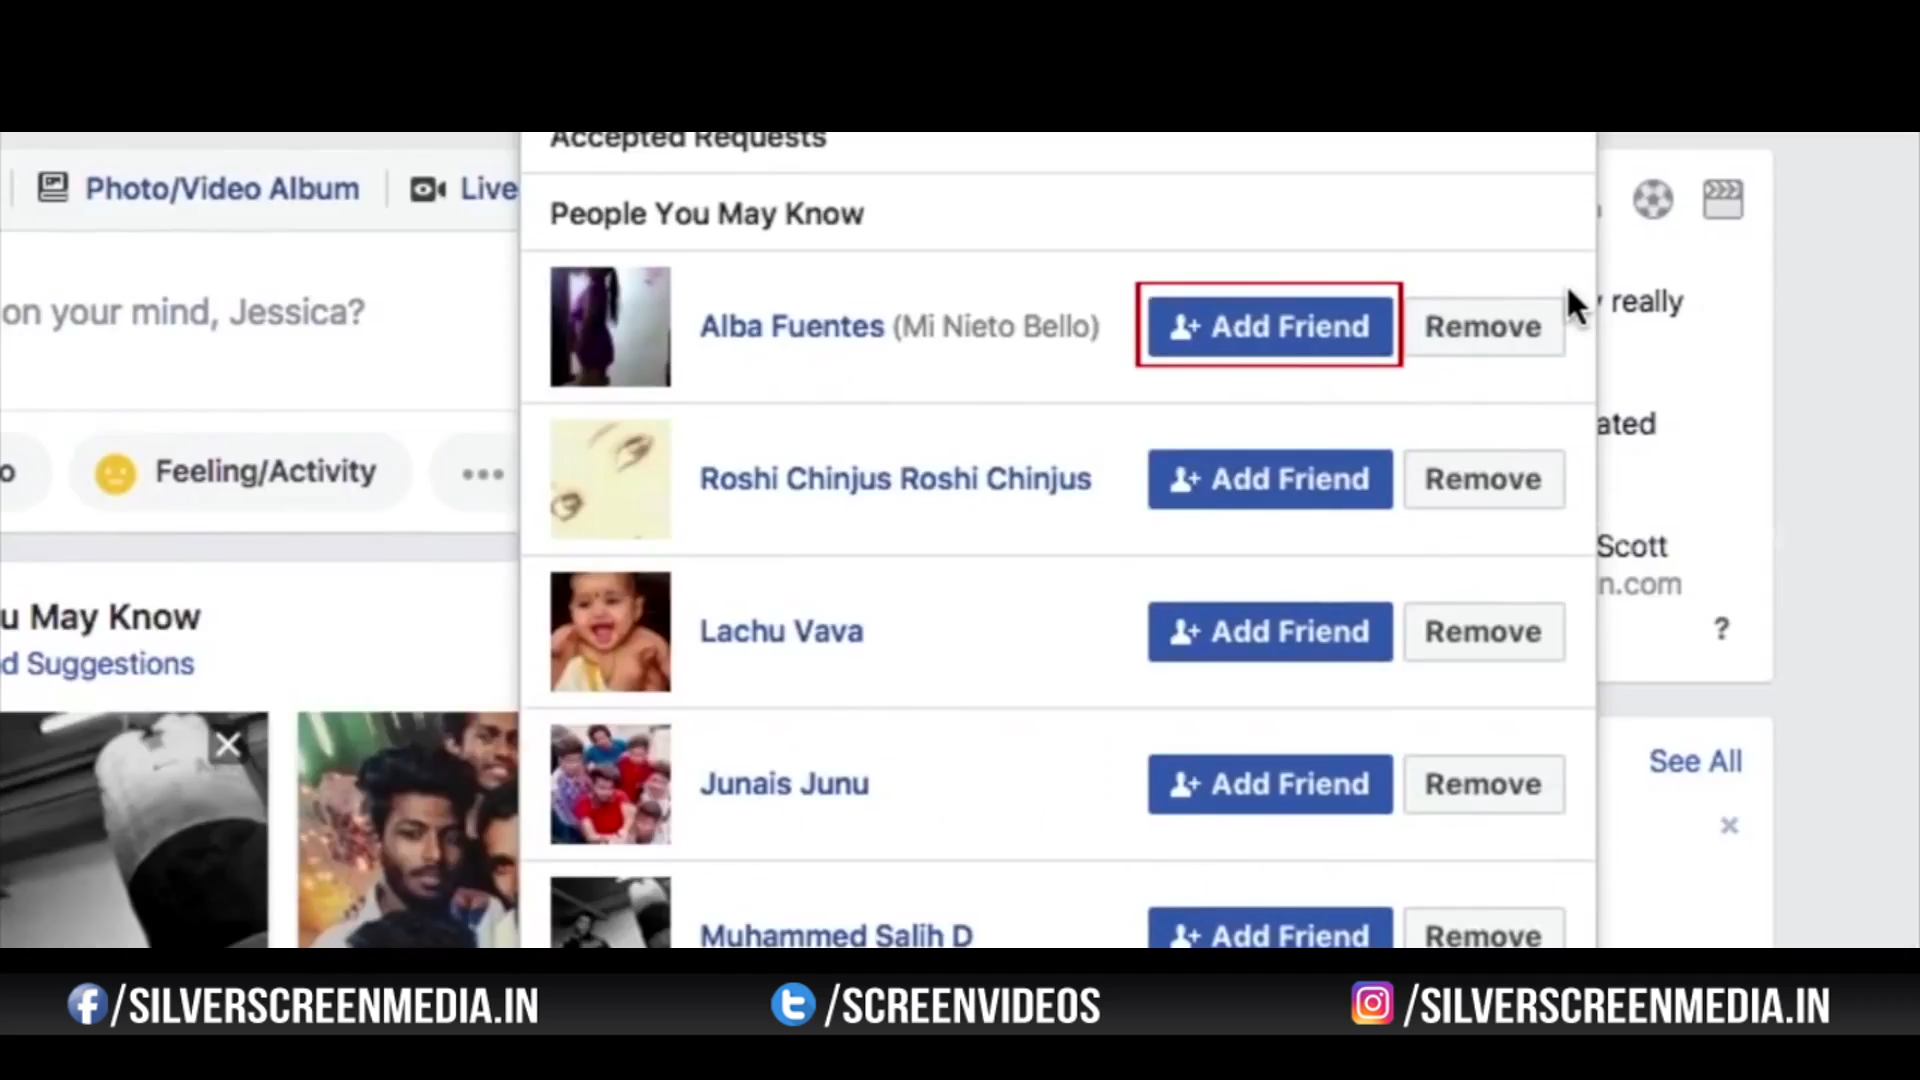 Accepted Requests
Photo/Video Album
Live
People You May Know
on your mind, Jessica?
Alba Fuentes (Mi Nieto Bello)
Add Friend
Remove
really
Roshi Chinjus Roshi Chinjus
Add Friend
Remove
ated
Feeling/Activity
Scott
n.com
?
u May Know
d Suggestions
Lachu Vava
Add Friend
Remove
Junais Junu
Add Friend
Remove
See All
Muhammed Salih D
Add Friend
Remove
/SILVERSCREENMEDIA.IN
/SCREENVIDEOS
/SILVERSCREENMEDIA.IN